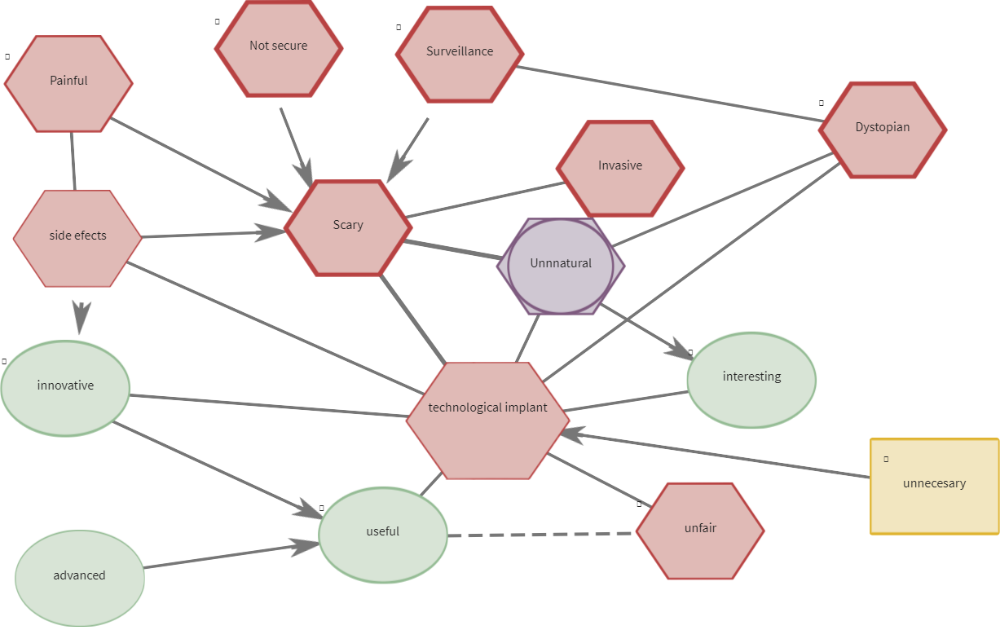 Not secure
Surveillance
Painful
Dystopian
Invasive
Scary
side efects
Unnnatural
interesting
innovative
technological implant
unnecesary
useful
unfair
advanced